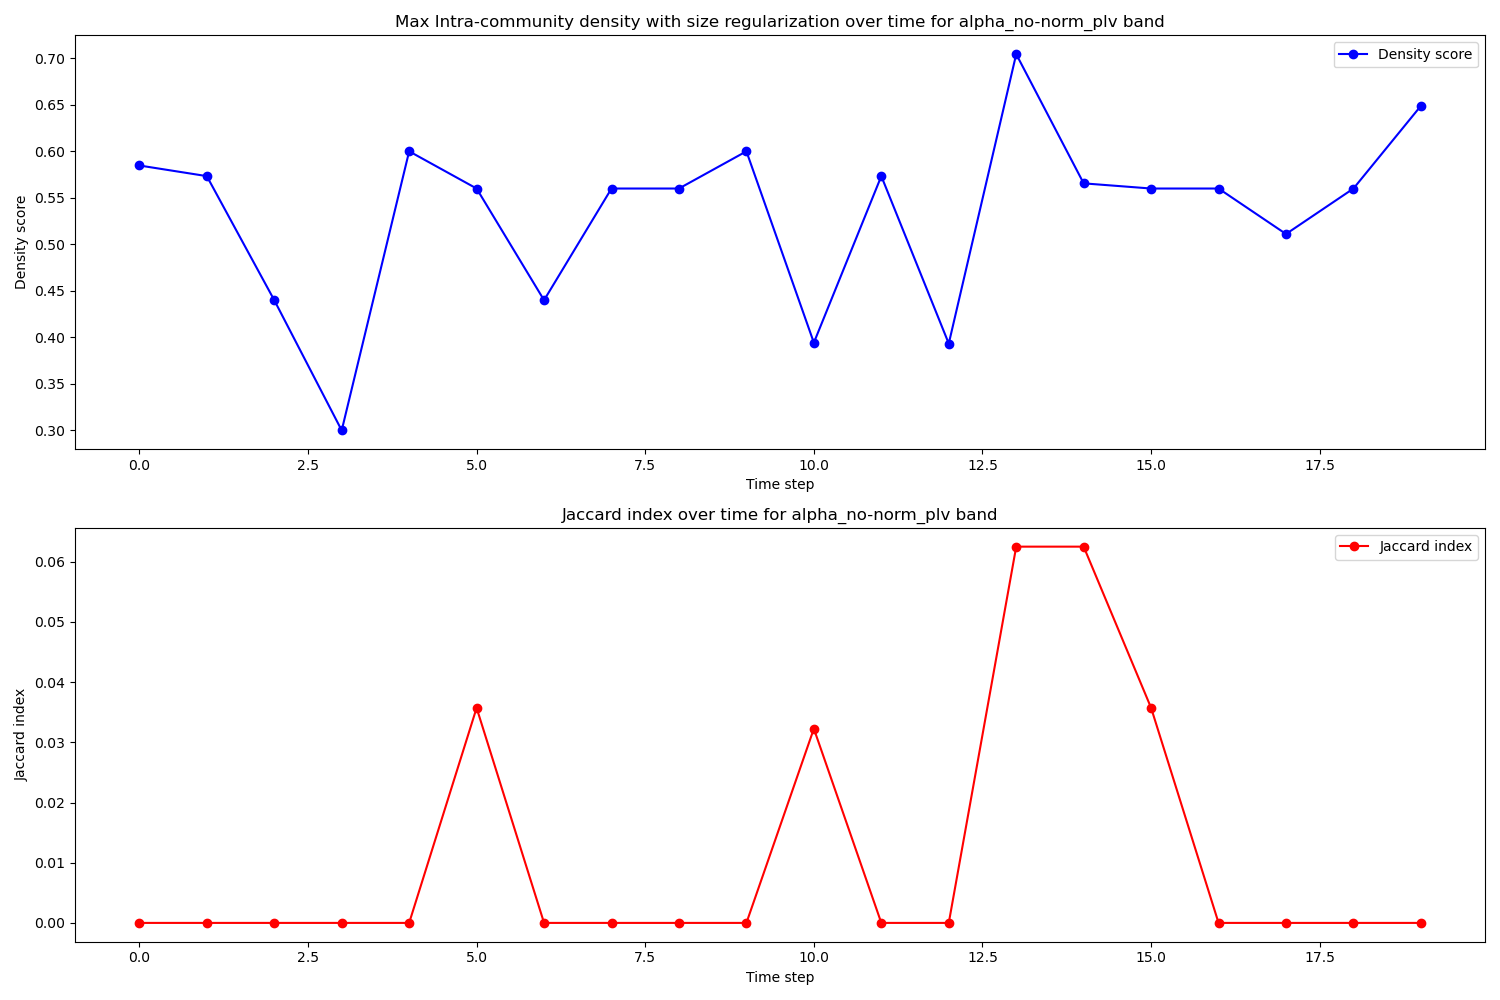 Max Intra-community density with size regularization over time for alpha_no-norm_plv band
Density score
0.70
0.65
0.60
0.55
0.50
0.45
0.40
0.35
0.30
Density score
0.0 2.5 5.0 7.5 10.0 12.5 15.0 17.5
Time step
Jaccard index over time for alpha_no-norm_plv band
Jaccard index
0.06
0.05
0.04
0.03
0.02
0.01
0.00
Jaccard index
0.0 2.5 5.0 7.5 10.0 12.5 15.0 17.5
Time step